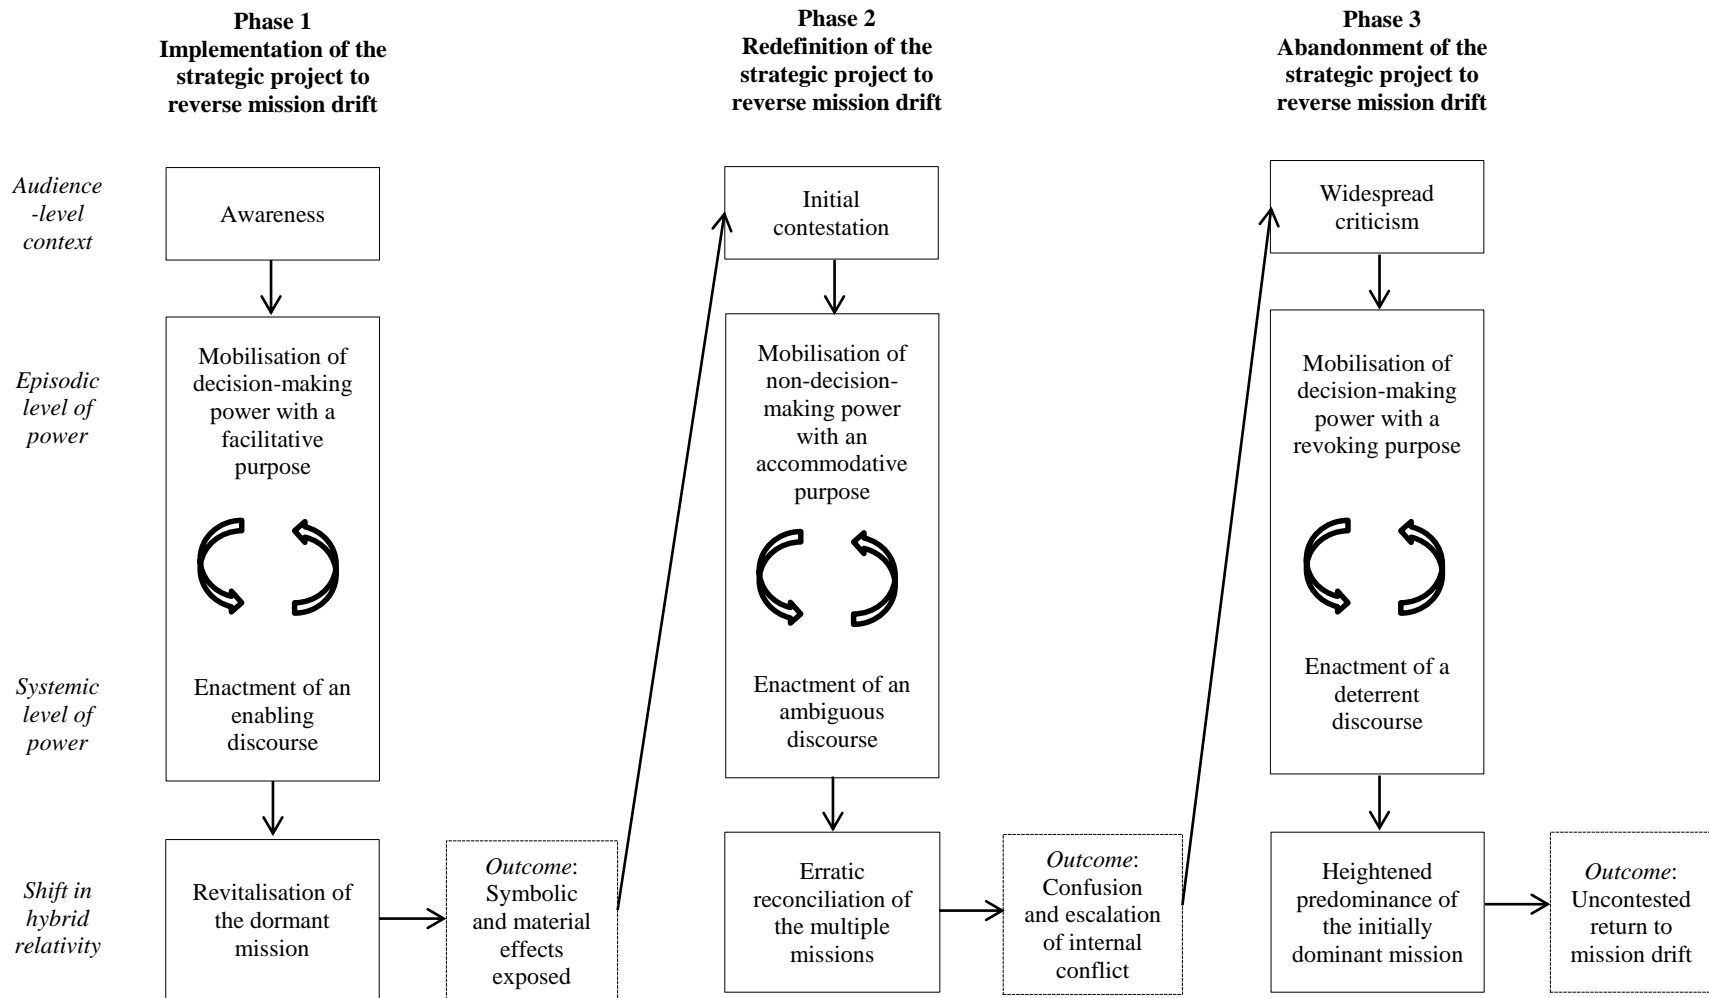 Phase 1
Implementation of the
strategic project to
reverse mission drift
Phase 2
Redefinition of the
strategic project to
reverse mission drift
Phase 3
Abandonment of the
strategic project to
reverse mission drift
Audience
-level
context
Awareness
Initial
contestation
Widespread
criticism
Episodic
level of
power
Mobilisation of
decision-making
power with a
facilitative
purpose
Mobilisation of
non-decision-
making power
with an
accommodative
purpose
Mobilisation of
decision-making
power with a
revoking purpose
Systemic
level of
power
Enactment of an
enabling
discourse
Enactment of an
ambiguous
discourse
Enactment of a
deterrent
discourse
Shift in
hybrid
relativity
Revitalisation of
the dormant
mission
Outcome:
Symbolic
and material
effects
exposed
Erratic
reconciliation of
the multiple
missions
Outcome:
Confusion
and escalation
of internal
conflict
Heightened
predominance of
the initially
dominant mission
Outcome:
Uncontested
return to
mission drift